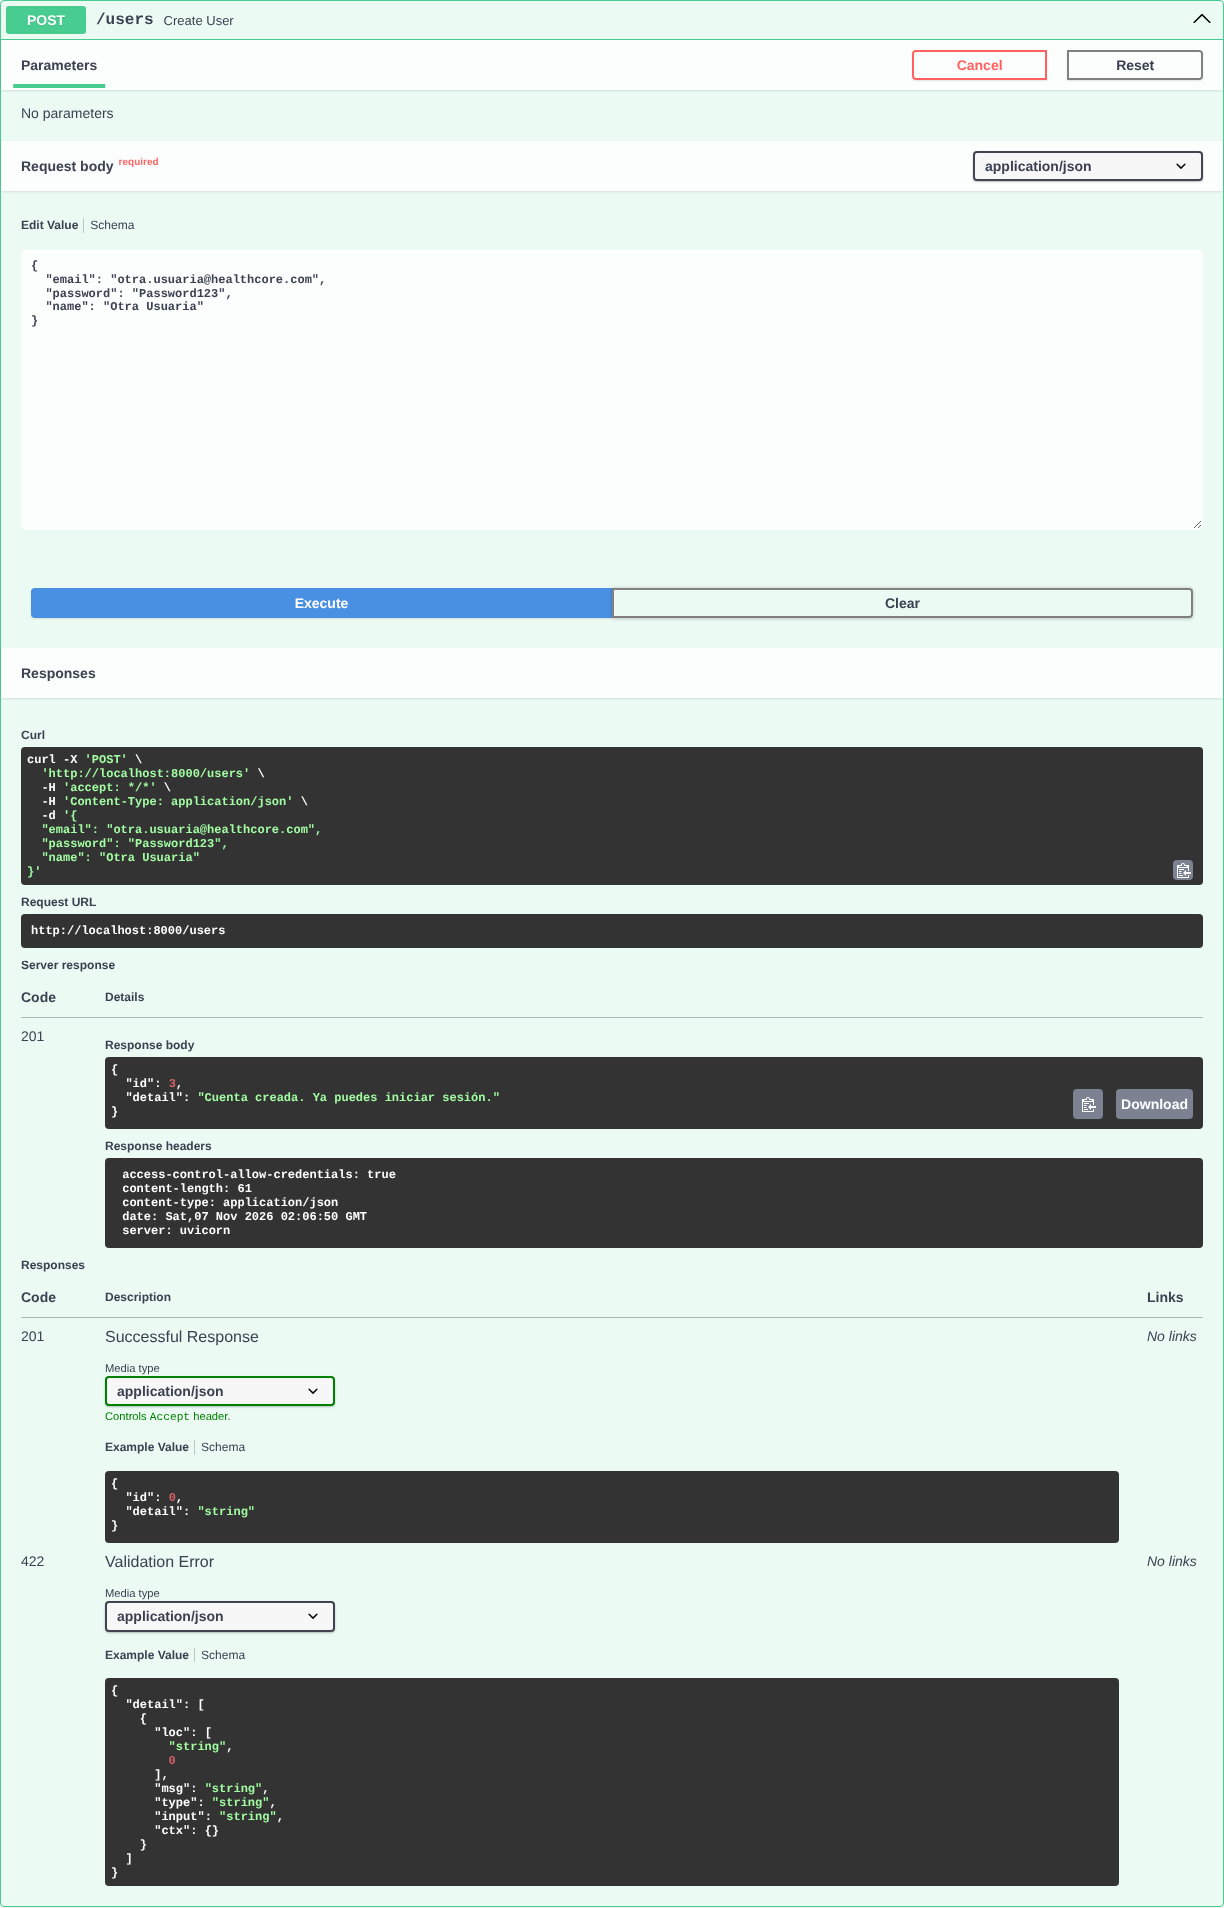 POST /users Create User
Parameters
Cancel
Reset
No parameters
Request body required
application/json
Edit Value
Schema
{
  "email": "otra.usuaria@healthcore.com",
  "password": "Password123",
  "name": "Otra Usuaria"
}
Execute
Clear
Responses
Curl
curl -X 'POST' \
  'http://localhost:8000/users' \
  -H 'accept: */*' \
  -H 'Content-Type: application/json' \
  -d '{
  "email": "otra.usuaria@healthcore.com",
  "password": "Password123",
  "name": "Otra Usuaria"
}'
Request URL
http://localhost:8000/users
Server response
Code Details
201
Response body
{
  "id": 3,
  "detail": "Cuenta creada. Ya puedes iniciar sesión."
}
Download
Response headers
access-control-allow-credentials: true
content-length: 61
content-type: application/json
date: Sat,07 Nov 2026 02:06:50 GMT
server: uvicorn
Responses
Code Description Links
201 Successful Response No links
Media type
application/json
Controls Accept header.
Example Value
Schema
{
  "id": 0,
  "detail": "string"
}
422 Validation Error No links
Media type
application/json
Example Value
Schema
{
  "detail": [
    {
      "loc": [
        "string",
        0
      ],
      "msg": "string",
      "type": "string",
      "input": "string",
      "ctx": {}
    }
  ]
}